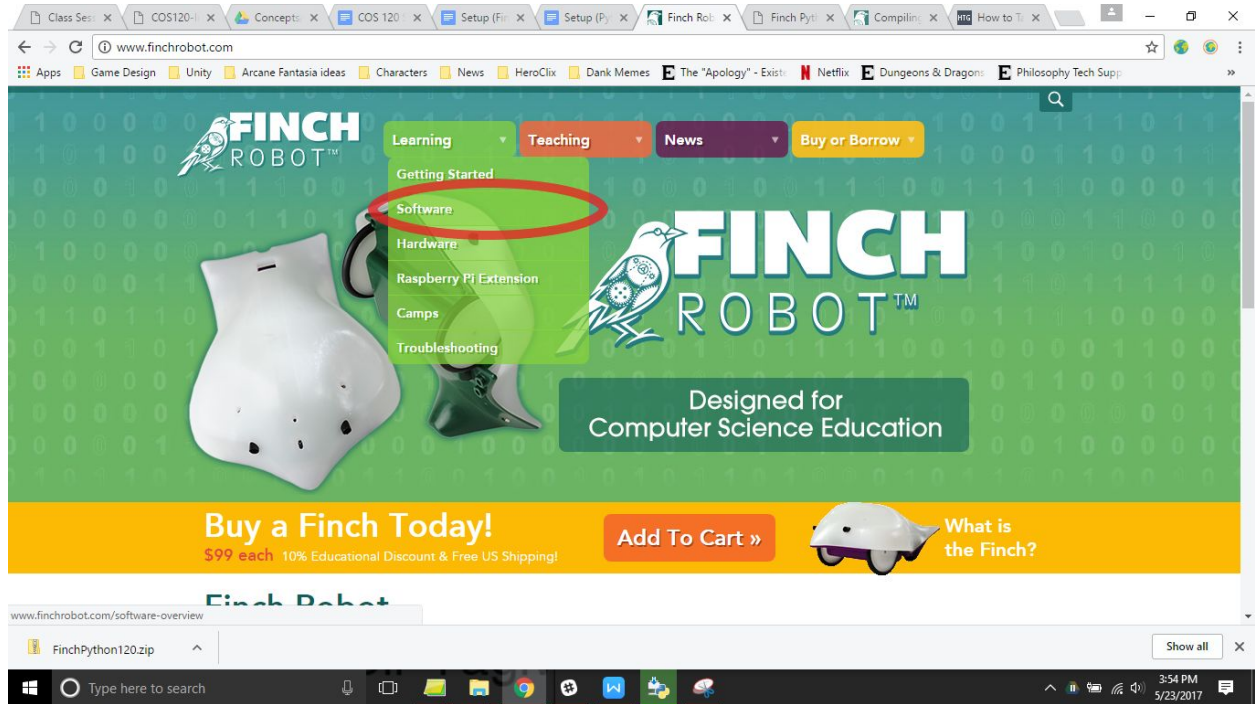 Class Ses
COS120-
Concepts,
COS 120
Setup (Fin
Setup (Py
Finch Rob
Finch Pyt
Compiling
HTG How to T
www.finchrobot.com
Apps Game Design Unity Arcane Fantasia ideas Characters News HeroClix Dank Memes E The "Apology" - Existe N Netflix E Dungeons & Dragons E Philosophy Tech Supp »
FINCH
ROBOT™
Learning
Teaching
News
Buy or Borrow
Getting Started
Software
Hardware
Raspberry Pi Extension
Camps
Troubleshooting
FINCH
ROBOT™
Designed for
Computer Science Education
Buy a Finch Today!
$99 each 10% Educational Discount & Free US Shipping!
Add To Cart »
What is
the Finch?
Finch Robot
www.finchrobot.com/software-overview
FinchPython120.zip
Show all
Type here to search
3:54 PM
5/23/2017